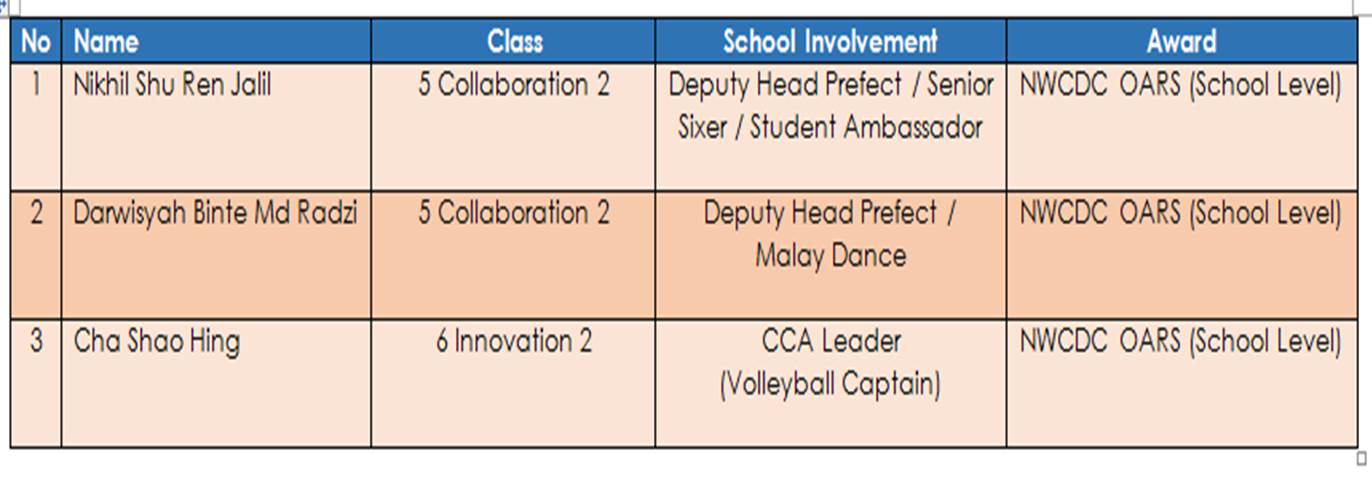 No Name Class School Involvement Award
1 Nikhil Shu Ren Jalil 5 Collaboration 2 Deputy Head Prefect / Senior NWCDC OARS (School Level)
Sixer / Student Ambassador
2 Darwisyah Binte Md Radzi 5 Collaboration 2 Deputy Head Prefect / NWCDC OARS (School Level)
Malay Dance
3 Cha Shao Hing 6 Innovation 2 CCA Leader NWCDC OARS (School Level)
(Volleyball Captain)